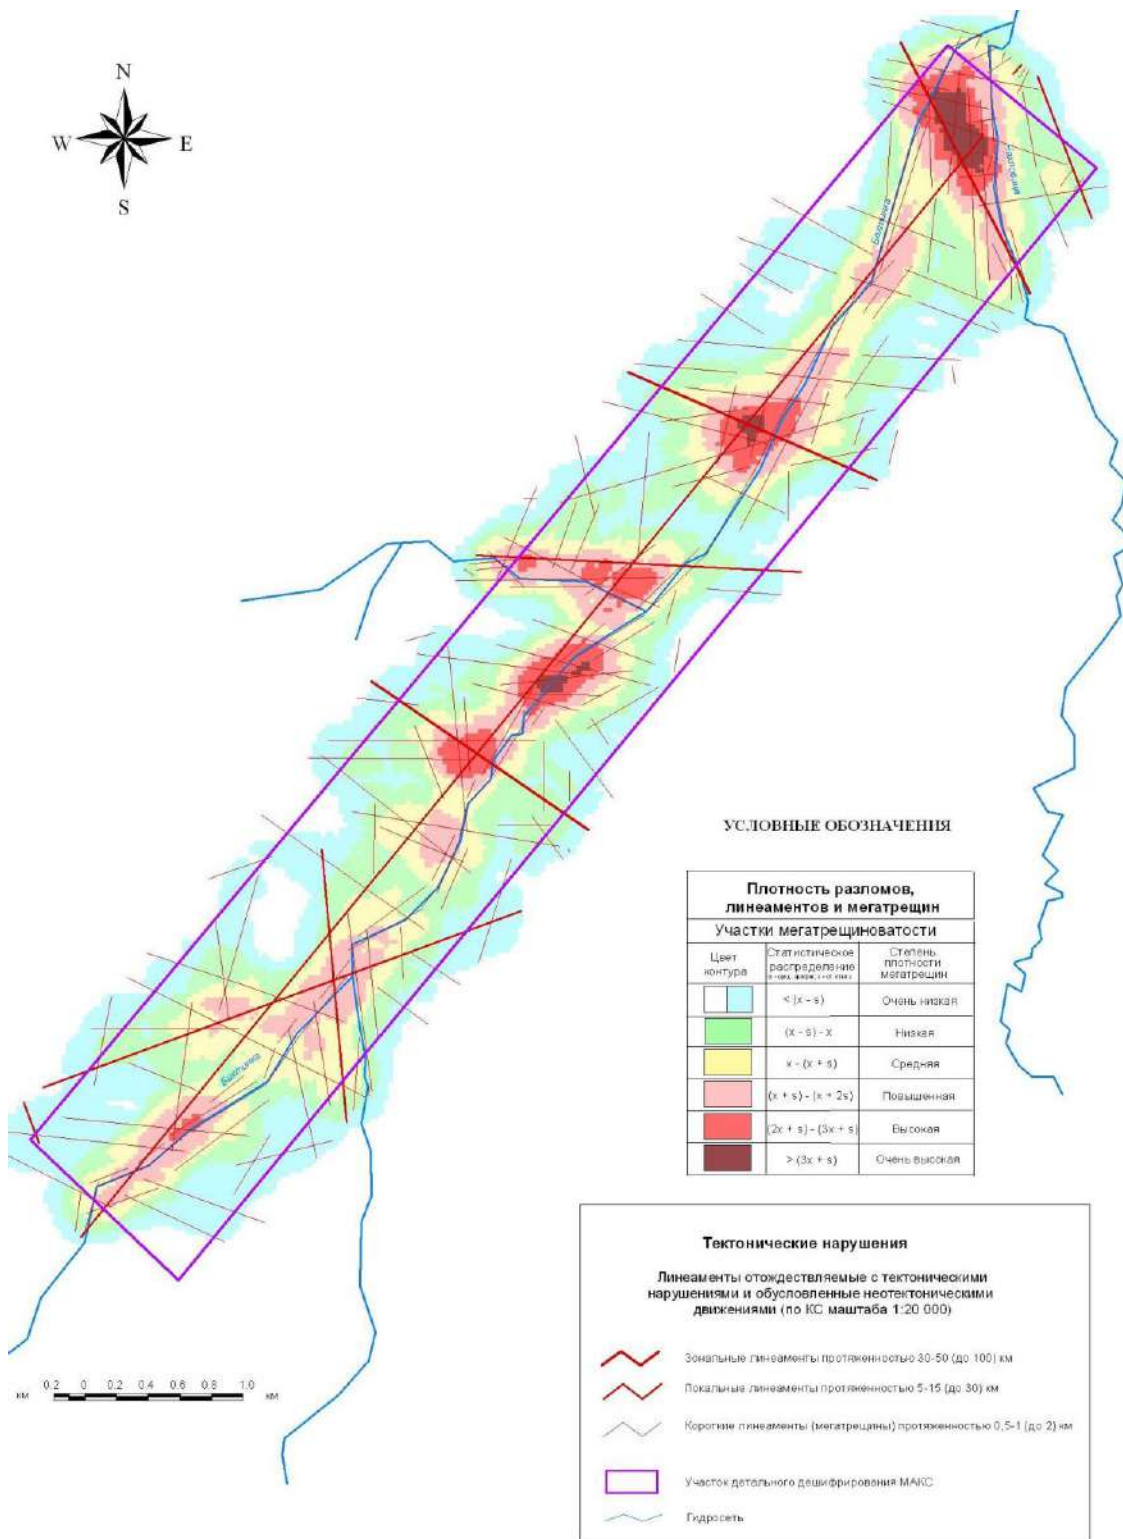 N
W E
S
Балтинка
УСЛОВНЫЕ ОБОЗНАЧЕНИЯ
Плотность разломов,
линеаментов и мегатрещин
Участки мегатрещиноватости
Цвет
контура
Статистическое
распределение
Степень
плотности
мегатрещин
< (x - s) Очень низкая
(x - s) - x Низкая
x - (x + s) Средняя
(x + s) - (x + 2s) Повышенная
(2x + s) - (3x + s) Высокая
> (3x + s) Очень высокая
Тектонические нарушения
Линеаменты отождествляемые с тектоническими
нарушениями и обусловленные неотектоническими
движениями (по КС маштаба 1:20 000)
Зональные линеаменты протяженностью 30-50 (до 100) км
Локальные линеаменты протяженностью 5-15 (до 30) км
Короткие линеаменты (мегатрещины) протяженностью 0,5-1 (до 2) км
Участок детального дешифрирования МАКС
Гидросеть
км 0.2 0 0.2 0.4 0.6 0.8 1.0 км